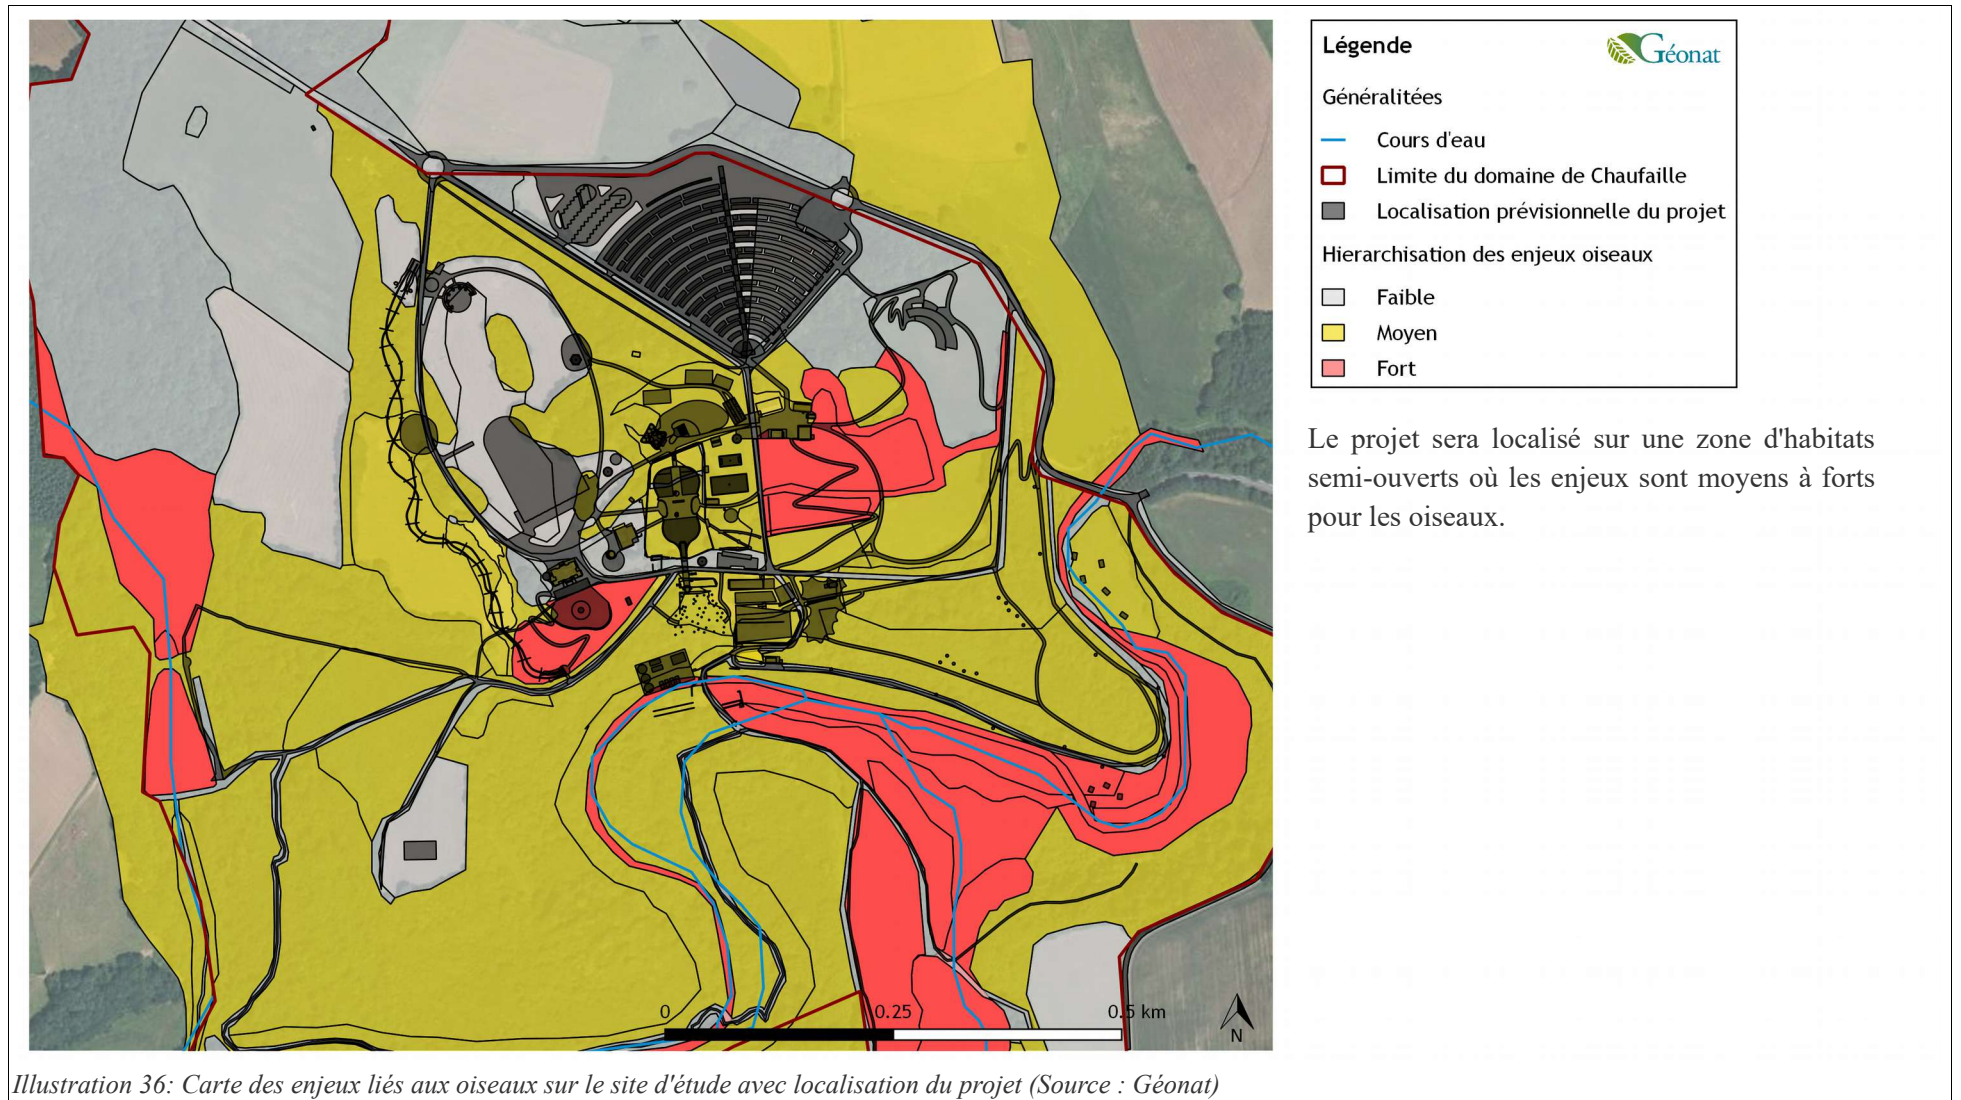 Légende
Géonat
Généralitées
Cours d'eau
Limite du domaine de Chaufaille
Localisation prévisionnelle du projet
Hierarchisation des enjeux oiseaux
Faible
Moyen
Fort
Le projet sera localisé sur une zone d'habitats
semi-ouverts où les enjeux sont moyens à forts
pour les oiseaux.
0 0.25 0.5 km
N
Illustration 36: Carte des enjeux liés aux oiseaux sur le site d'étude avec localisation du projet (Source : Géonat)